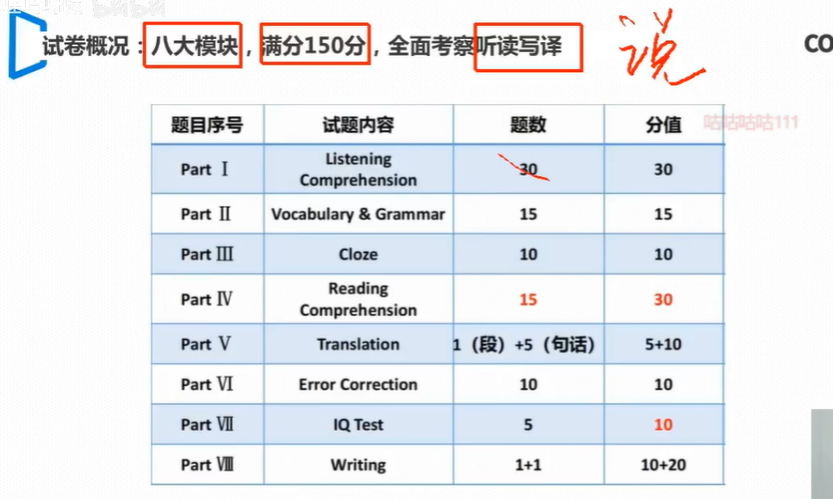 试卷概况：八大模块，满分150分，全面考察听读写译 说 CO
题目序号 试题内容 题数 分值
咕咕咕咕咕111
Part Ⅰ Listening Comprehension 30 30
Part Ⅱ Vocabulary & Grammar 15 15
Part Ⅲ Cloze 10 10
Part Ⅳ Reading Comprehension 15 30
Part Ⅴ Translation 1（段）+5（句话） 5+10
Part Ⅵ Error Correction 10 10
Part Ⅶ IQ Test 5 10
Part Ⅷ Writing 1+1 10+20